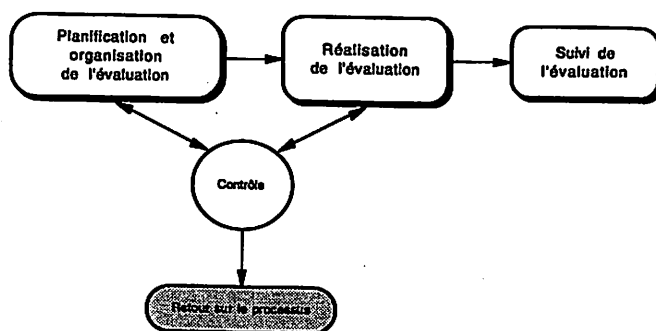 Planification et
organisation
de l'évaluation
Réalisation
de l'évaluation
Suivi de
l'évaluation
Contrôle
Retour sur le processus